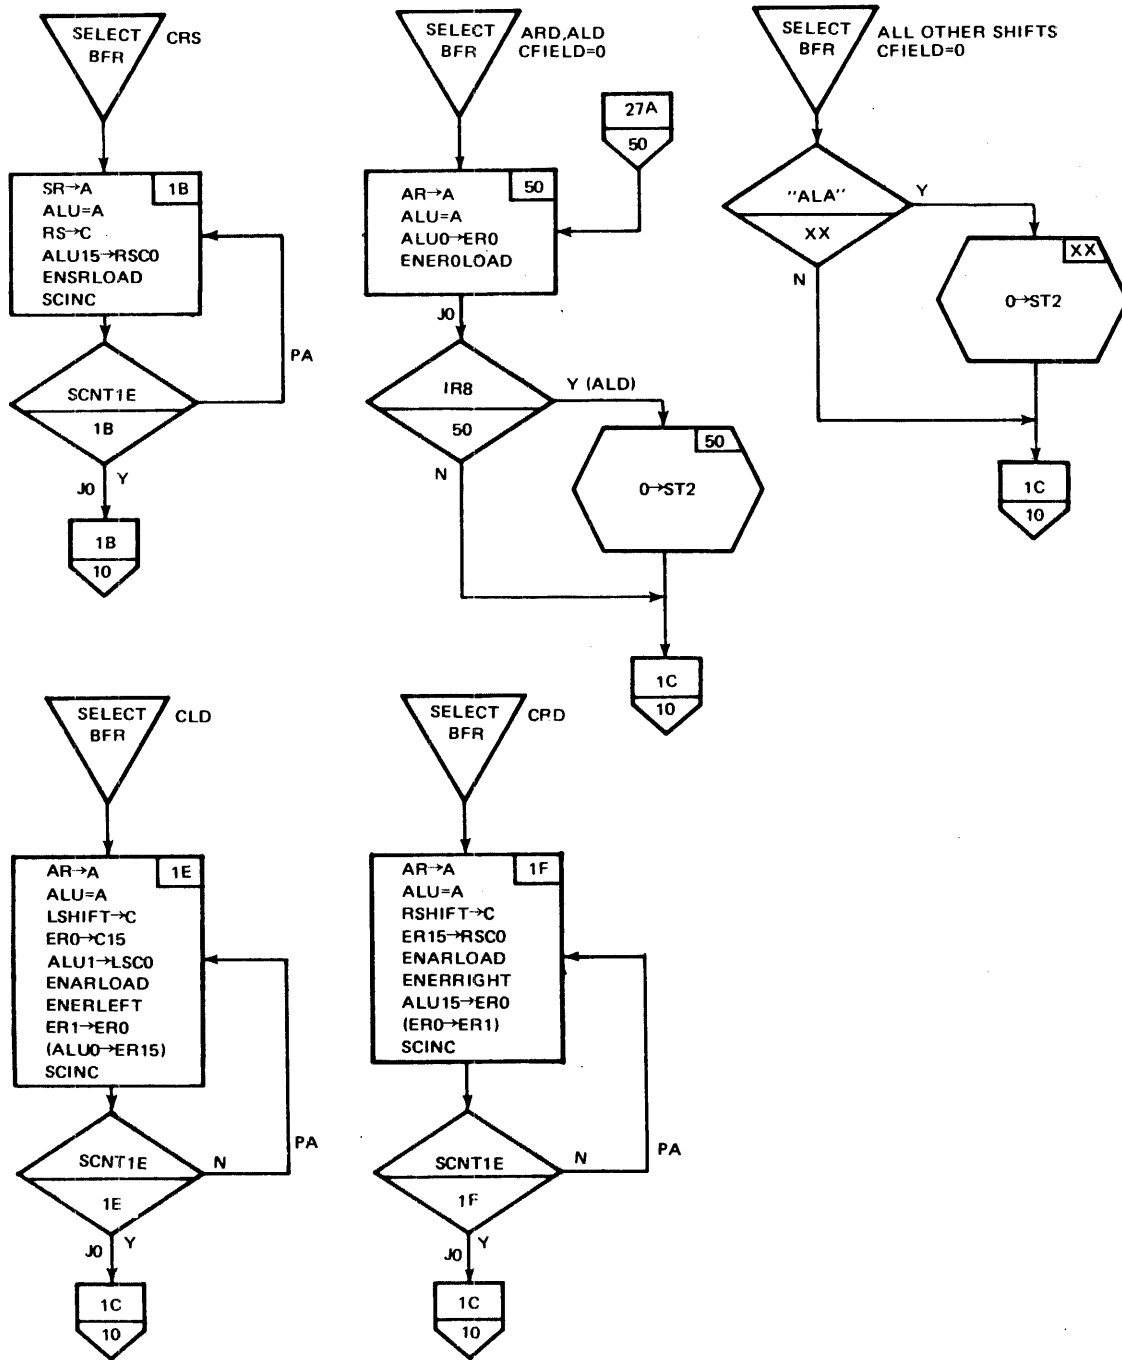 SELECT
BFR
CRS
SR→A
1B
ALU=A
RS→C
ALU15→RSC0
ENSRLOAD
SCINC
PA
SCNT1E
1B
J0
Y
1B
10
SELECT
BFR
ARD,ALD
CFIELD=0
27A
50
AR→A
50
ALU=A
ALU0→ER0
ENER0LOAD
J0
IR8
50
Y (ALD)
N
50
0→ST2
1C
10
SELECT
BFR
ALL OTHER SHIFTS
CFIELD=0
"ALA"
XX
Y
N
XX
0→ST2
1C
10
SELECT
BFR
CLD
AR→A
1E
ALU=A
LSHIFT→C
ER0→C15
ALU1→LSC0
ENARLOAD
ENERLEFT
ER1→ER0
(ALU0→ER15)
SCINC
PA
SCNT1E
N
1E
J0
Y
1C
10
SELECT
BFR
CRD
AR→A
1F
ALU=A
RSHIFT→C
ER15→RSC0
ENARLOAD
ENERRIGHT
ALU15→ER0
(ER0→ER1)
SCINC
PA
SCNT1E
N
1F
J0
Y
1C
10